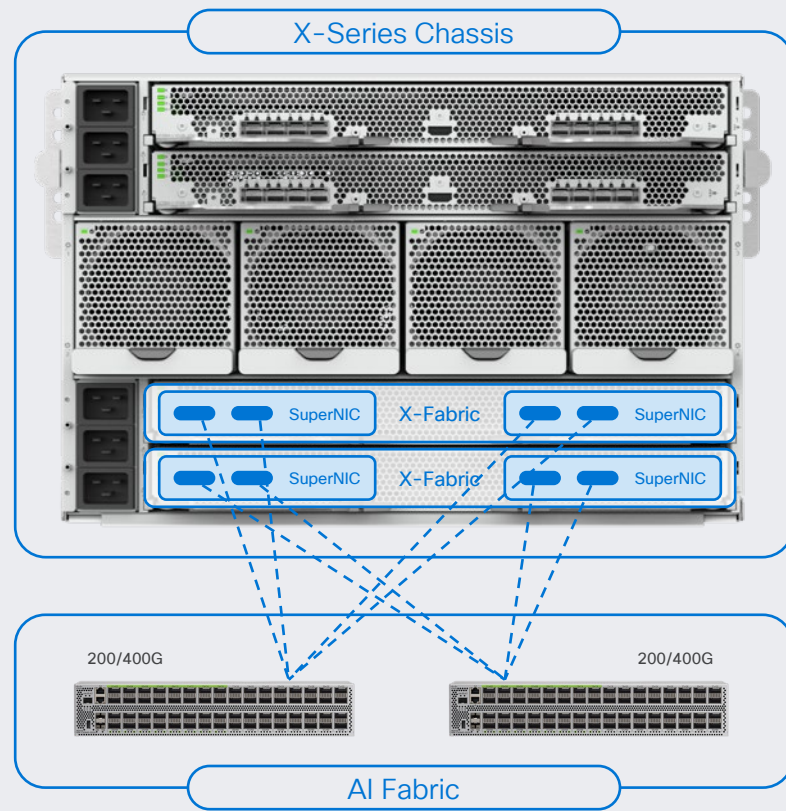 X-Series Chassis
SuperNIC X-Fabric SuperNIC
SuperNIC X-Fabric SuperNIC
200/400G 200/400G
AI Fabric